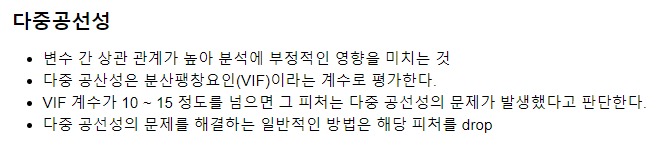 다중공선성
변수 간 상관 관계가 높아 분석에 부정적인 영향을 미치는 것
다중 공산성은 분산팽창요인(VIF)이라는 계수로 평가한다.
VIF 계수가 10 ~ 15 정도를 넘으면 그 피처는 다중 공선성의 문제가 발생했다고 판단한다.
다중 공선성의 문제를 해결하는 일반적인 방법은 해당 피처를 drop